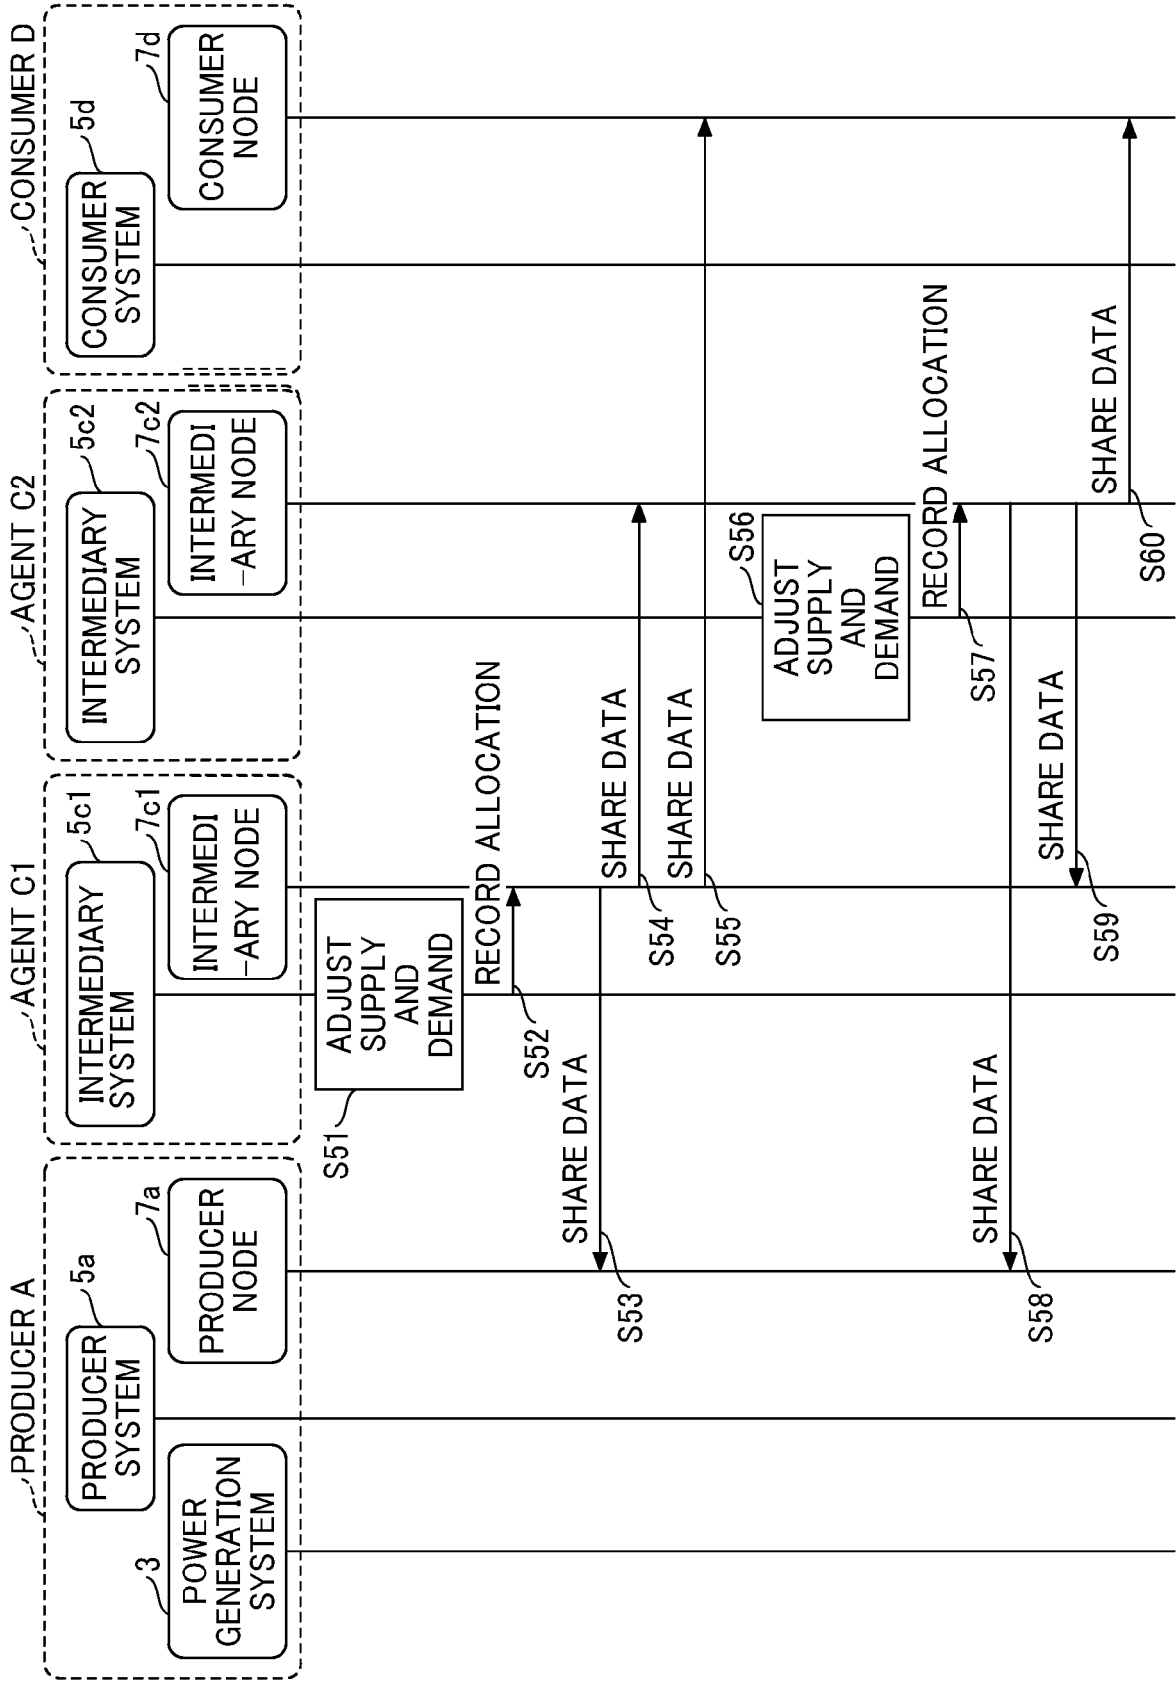 PRODUCER A
3
POWER
GENERATION
SYSTEM
5a
PRODUCER
SYSTEM
7a
PRODUCER
NODE
AGENT C1
5c1
INTERMEDIARY
SYSTEM
7c1
INTERMEDI
-ARY NODE
AGENT C2
5c2
INTERMEDIARY
SYSTEM
7c2
INTERMEDI
-ARY NODE
CONSUMER D
5d
CONSUMER
SYSTEM
7d
CONSUMER
NODE
S51
ADJUST
SUPPLY
AND
DEMAND
RECORD ALLOCATION
S52
SHARE DATA
S53
SHARE DATA
S54
SHARE DATA
S55
S56
ADJUST
SUPPLY
AND
DEMAND
RECORD ALLOCATION
S57
SHARE DATA
S58
SHARE DATA
S59
SHARE DATA
S60